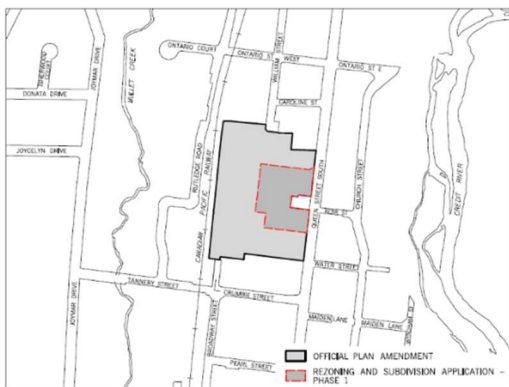 ONTARIO COURT
ONTARIO ST WEST
WILLIAM STREET
ONTARIO ST E
SHERWOOD
COURT
JOYMAR DRIVE
MULLET CREEK
DONATA DRIVE
CAROLINE ST
JOYCELYN DRIVE
RUTLEDGE ROAD
CANADIAN PACIFIC RAILWAY
QUEEN STREET SOUTH
CHURCH STREET
CREDIT RIVER
WATER STREET
TANNERY STREET
CRUMBIE STREET
JOYMAR DRIVE
BROADWAY STREET
MAIDEN LANE
MAIDEN LANE
PEARL STREET
OFFICIAL PLAN AMENDMENT
REZONING AND SUBDIVISION APPLICATION –
PHASE 1